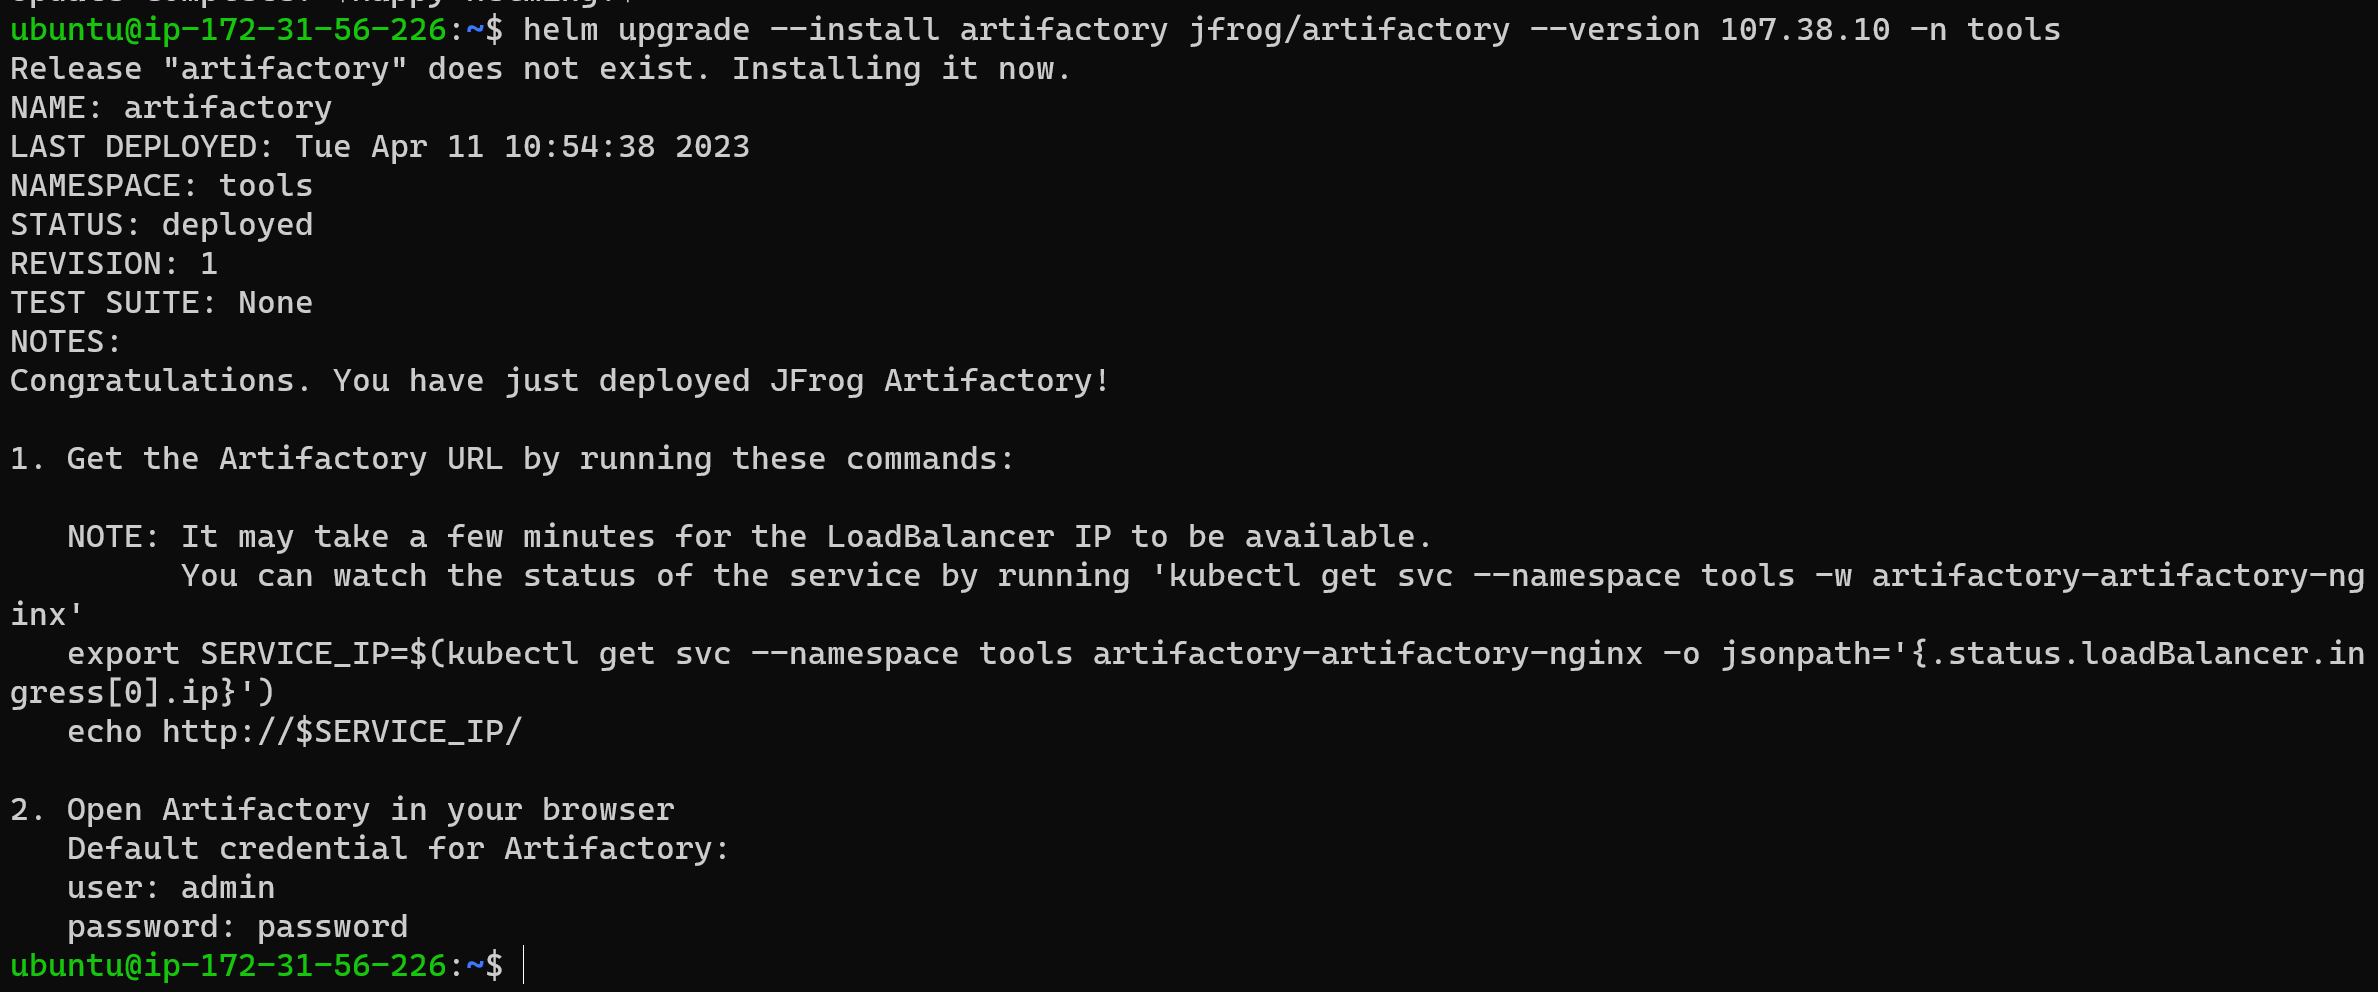 ubuntu@ip-172-31-56-226:~$ helm upgrade --install artifactory jfrog/artifactory --version 107.38.10 -n tools
Release "artifactory" does not exist. Installing it now.
NAME: artifactory
LAST DEPLOYED: Tue Apr 11 10:54:38 2023
NAMESPACE: tools
STATUS: deployed
REVISION: 1
TEST SUITE: None
NOTES:
Congratulations. You have just deployed JFrog Artifactory!

1. Get the Artifactory URL by running these commands:

   NOTE: It may take a few minutes for the LoadBalancer IP to be available.
         You can watch the status of the service by running 'kubectl get svc --namespace tools -w artifactory-artifactory-ng
inx'
   export SERVICE_IP=$(kubectl get svc --namespace tools artifactory-artifactory-nginx -o jsonpath='{.status.loadBalancer.in
gress[0].ip}')
   echo http://$SERVICE_IP/

2. Open Artifactory in your browser
   Default credential for Artifactory:
   user: admin
   password: password
ubuntu@ip-172-31-56-226:~$